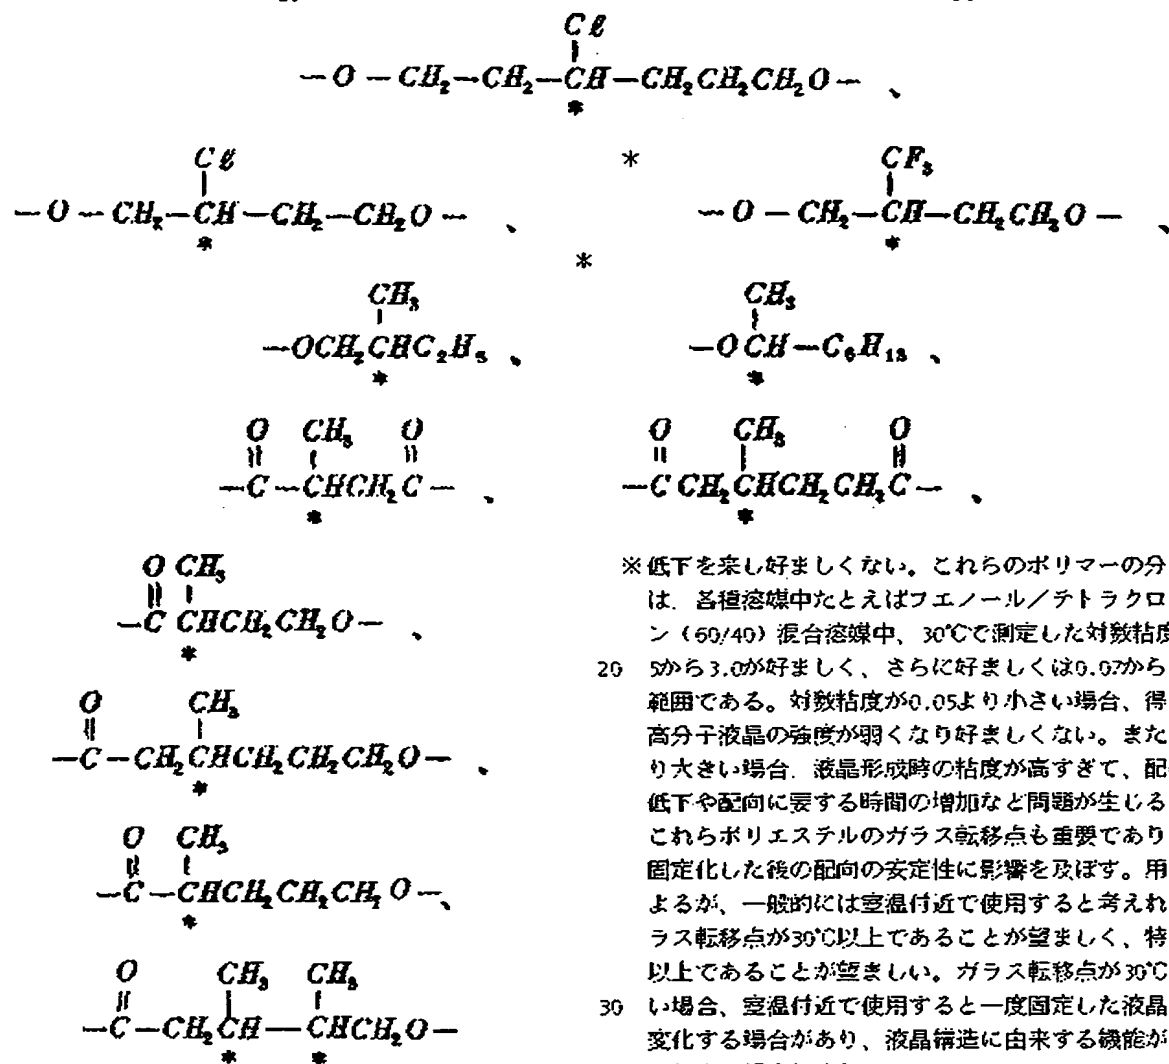 Cℓ
—O—CH₂—CH₂—CH—CH₂CH₂CH₂O— 、
*
Cℓ
—O—CH₂—CH—CH₂—CH₂O— 、
*
*
CF₃
—O—CH₂—CH—CH₂CH₂O— 、
*
*
CH₃
—OCH₂CHC₂H₅ 、
*
CH₃
—OCH—C₆H₁₃ 、
*
O CH₃ O
—C—CHCH₂C— 、
*
O CH₃ O
—CCH₂CHCH₂CH₂C— 、
*
O CH₃
—C CHCH₂CH₂O— 、
*
O CH₃
—C—CH₂CHCH₂CH₂CH₂O— 、
*
O CH₃
—C—CHCH₂CH₂CH₂O—、
*
O CH₃ CH₃
—C—CH₂CH—CHCH₂O—
* *
※低下を来し好ましくない。これらのポリマーの分
は、各種溶媒中たとえばフエノール/テトラクロ
ン(60/40)混合溶媒中、30℃で測定した対数粘度
20 5から3.0が好ましく、さらに好ましくは0.07から
範囲である。対数粘度が0.05より小さい場合、得
高分子液晶の強度が弱くなり好ましくない。また
り大きい場合、液晶形成時の粘度が高すぎて、配
低下や配向に要する時間の増加など問題が生じる
これらポリエステルのガラス転移点も重要であり
固定化した後の配向の安定性に影響を及ぼす。用
よるが、一般的には室温付近で使用すると考えれ
ラス転移点が30℃以上であることが望ましく、特
以上であることが望ましい。ガラス転移点が30℃
30 い場合、室温付近で使用すると一度固定した液晶
変化する場合があり、液晶構造に由来する機能が